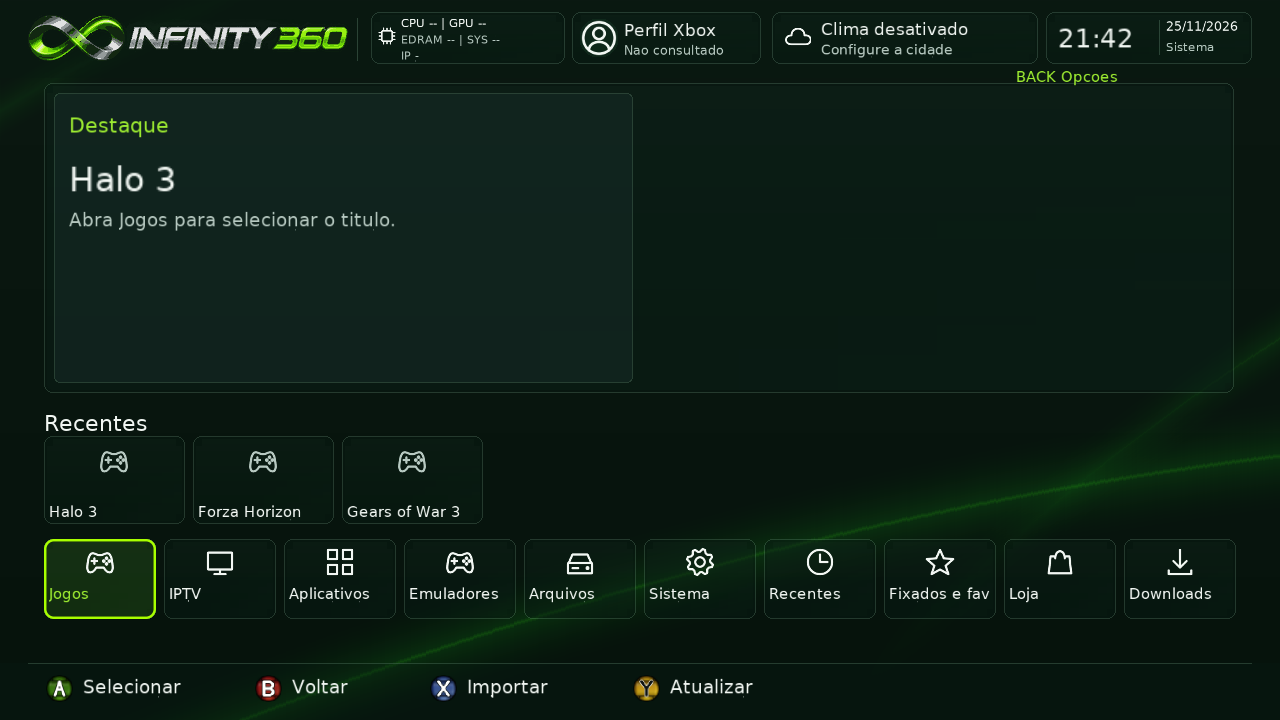 INFINITY 360
CPU -- | GPU --
EDRAM -- | SYS --
IP -
Perfil Xbox
Nao consultado
Clima desativado
Configure a cidade
21:42
25/11/2026
Sistema
BACK Opcoes
Destaque
Halo 3
Abra Jogos para selecionar o titulo.
Recentes
Halo 3
Forza Horizon
Gears of War 3
Jogos
IPTV
Aplicativos
Emuladores
Arquivos
Sistema
Recentes
Fixados e fav
Loja
Downloads
A Selecionar
B Voltar
X Importar
Y Atualizar